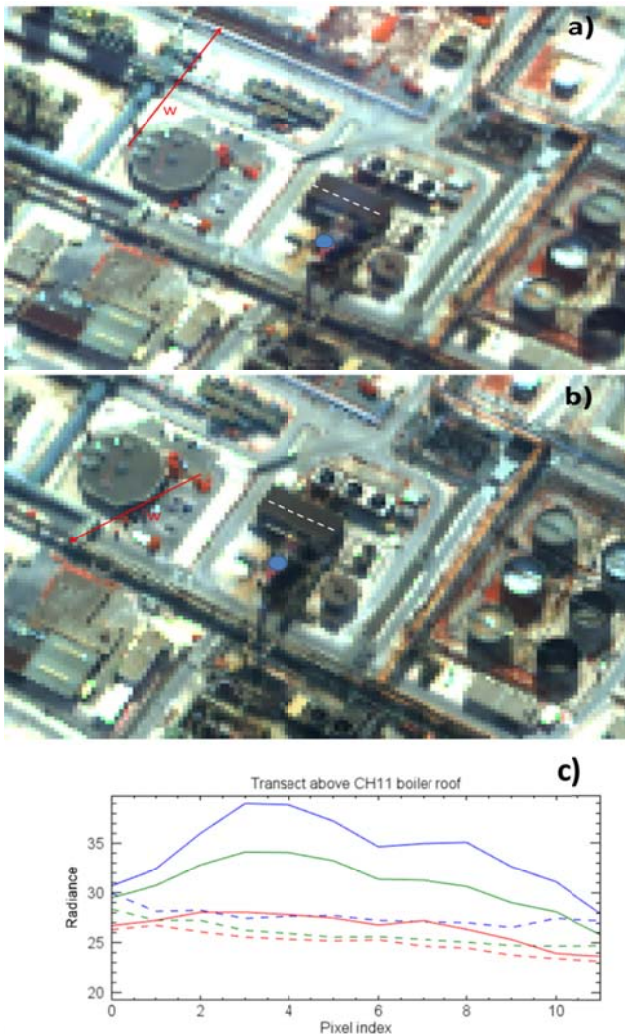 a)
w
b)
w
c)
Transect above CH11 boiler roof
35
30
25
20
Radiance
0 2 4 6 8 10
Pixel index